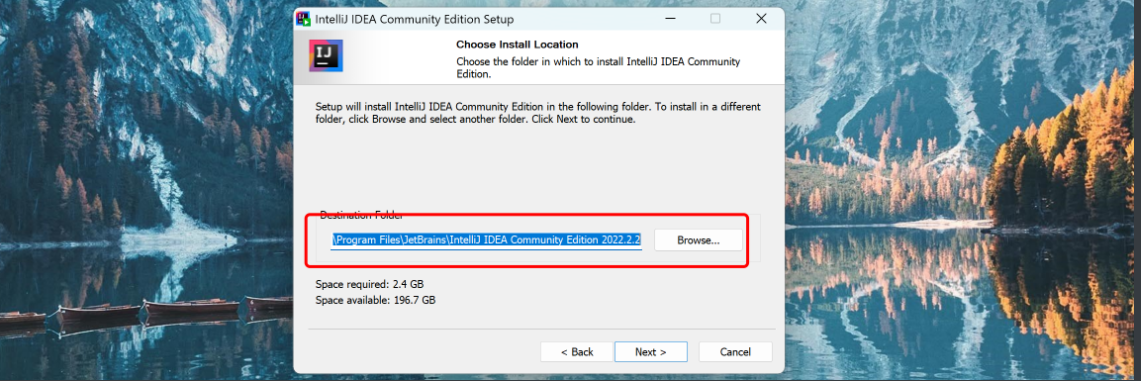 IntelliJ IDEA Community Edition Setup
IJ
Choose Install Location
Choose the folder in which to install IntelliJ IDEA Community
Edition.
Setup will install IntelliJ IDEA Community Edition in the following folder. To install in a different
folder, click Browse and select another folder. Click Next to continue.
Destination Folder
\Program Files\JetBrains\IntelliJ IDEA Community Edition 2022.2.2
Browse...
Space required: 2.4 GB
Space available: 196.7 GB
< Back
Next >
Cancel